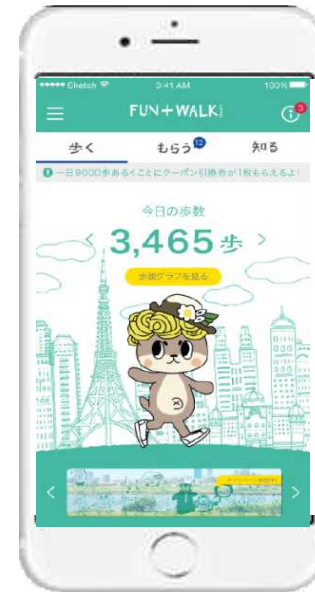 Sketch 9:41 AM 100%
FUN+WALK
3
歩く もらう 12 知る
一日9000歩あるくごとにクーポン引換券が1枚もらえるよ!
今日の歩数
< 3,465歩 >
歩数グラフを見る
< >